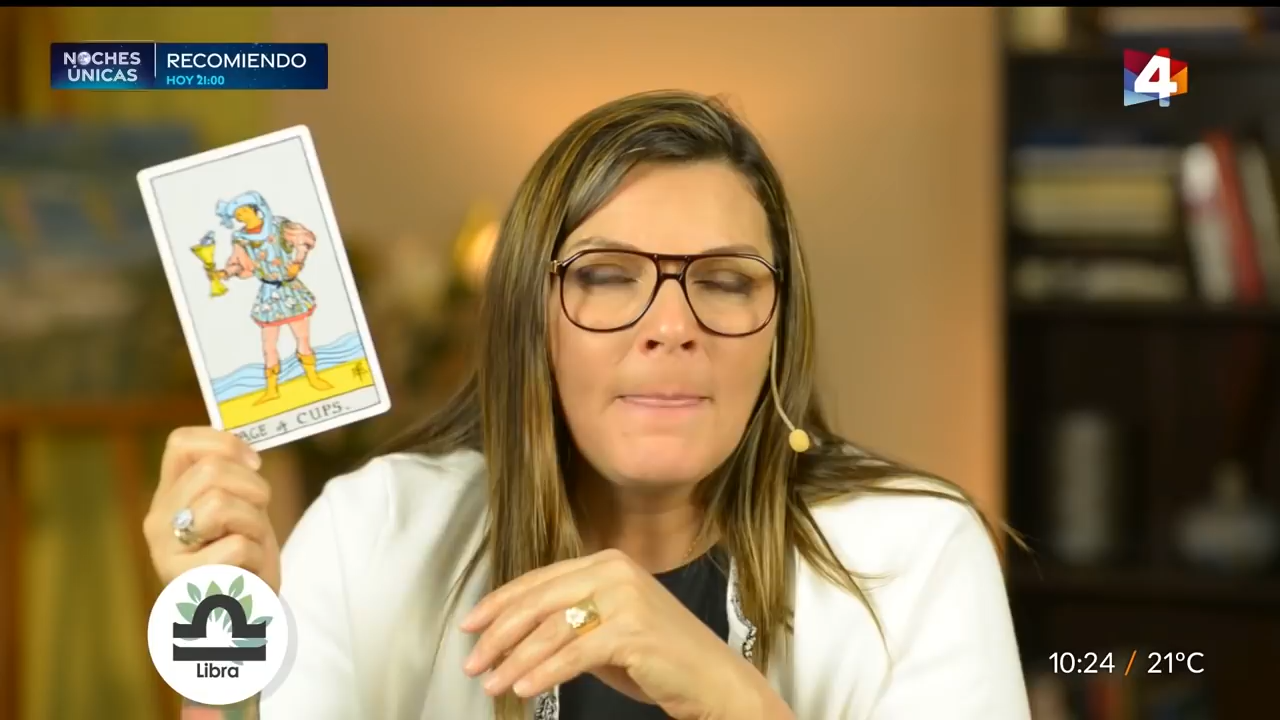 NOCHES
ÚNICAS
RECOMIENDO
HOY 21:00
4
PAGE of CUPS.
Libra
10:24 / 21°C